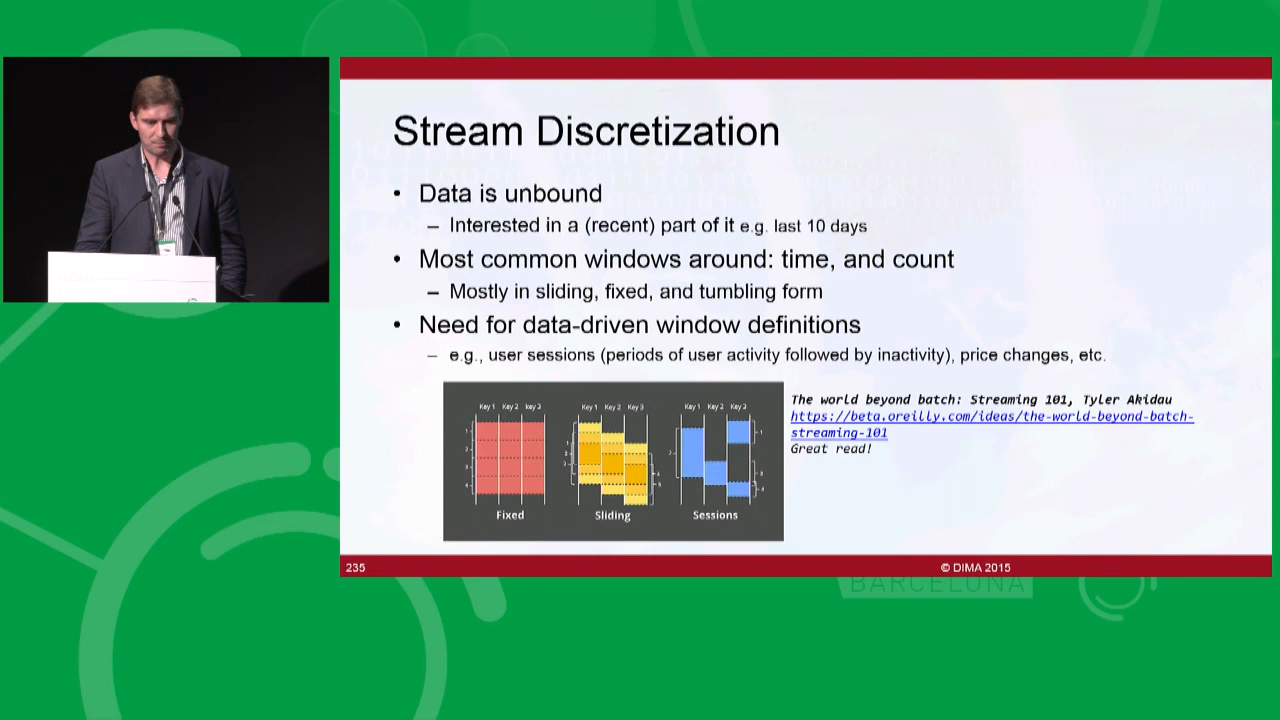 Stream Discretization
• Data is unbound
– Interested in a (recent) part of it e.g. last 10 days
• Most common windows around: time, and count
– Mostly in sliding, fixed, and tumbling form
• Need for data-driven window definitions
– e.g., user sessions (periods of user activity followed by inactivity), price changes, etc.
Key 1 Key 2 Key 3
Key 1 Key 2 Key 3
Key 1 Key 2 Key 3
Fixed
Sliding
Sessions
The world beyond batch: Streaming 101, Tyler Akidau
https://beta.oreilly.com/ideas/the-world-beyond-batch-
streaming-101
Great read!
235
© DIMA 2015
BARCELONA